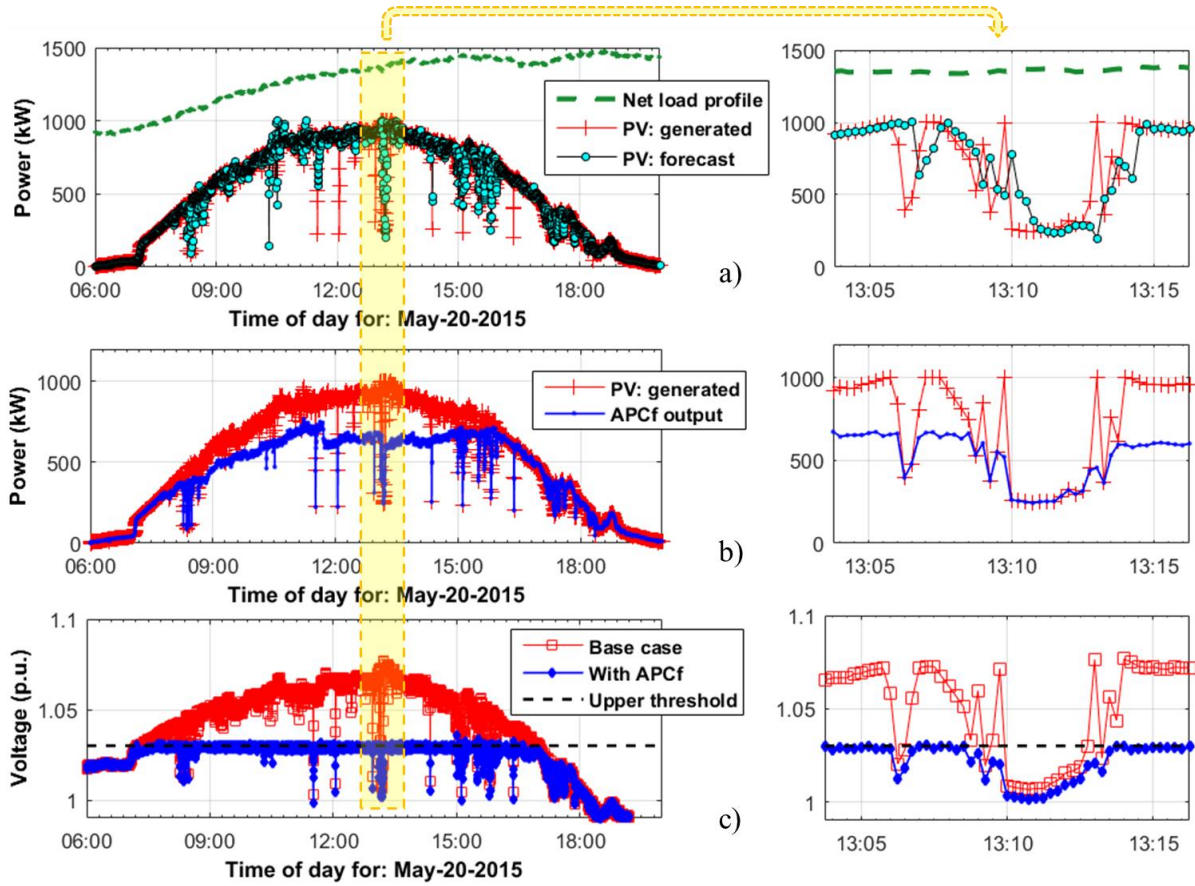 1500
1000
500
0
Power (kW)
Net load profile
PV: generated
PV: forecast
06:00 09:00 12:00 15:00 18:00
Time of day for: May-20-2015
a)
1500
1000
500
0
13:05 13:10 13:15
1000
500
0
Power (kW)
PV: generated
APCf output
06:00 09:00 12:00 15:00 18:00
Time of day for: May-20-2015
b)
1000
500
0
13:05 13:10 13:15
1.1
1.05
1
Voltage (p.u.)
Base case
With APCf
Upper threshold
06:00 09:00 12:00 15:00 18:00
Time of day for: May-20-2015
c)
1.1
1.05
1
13:05 13:10 13:15